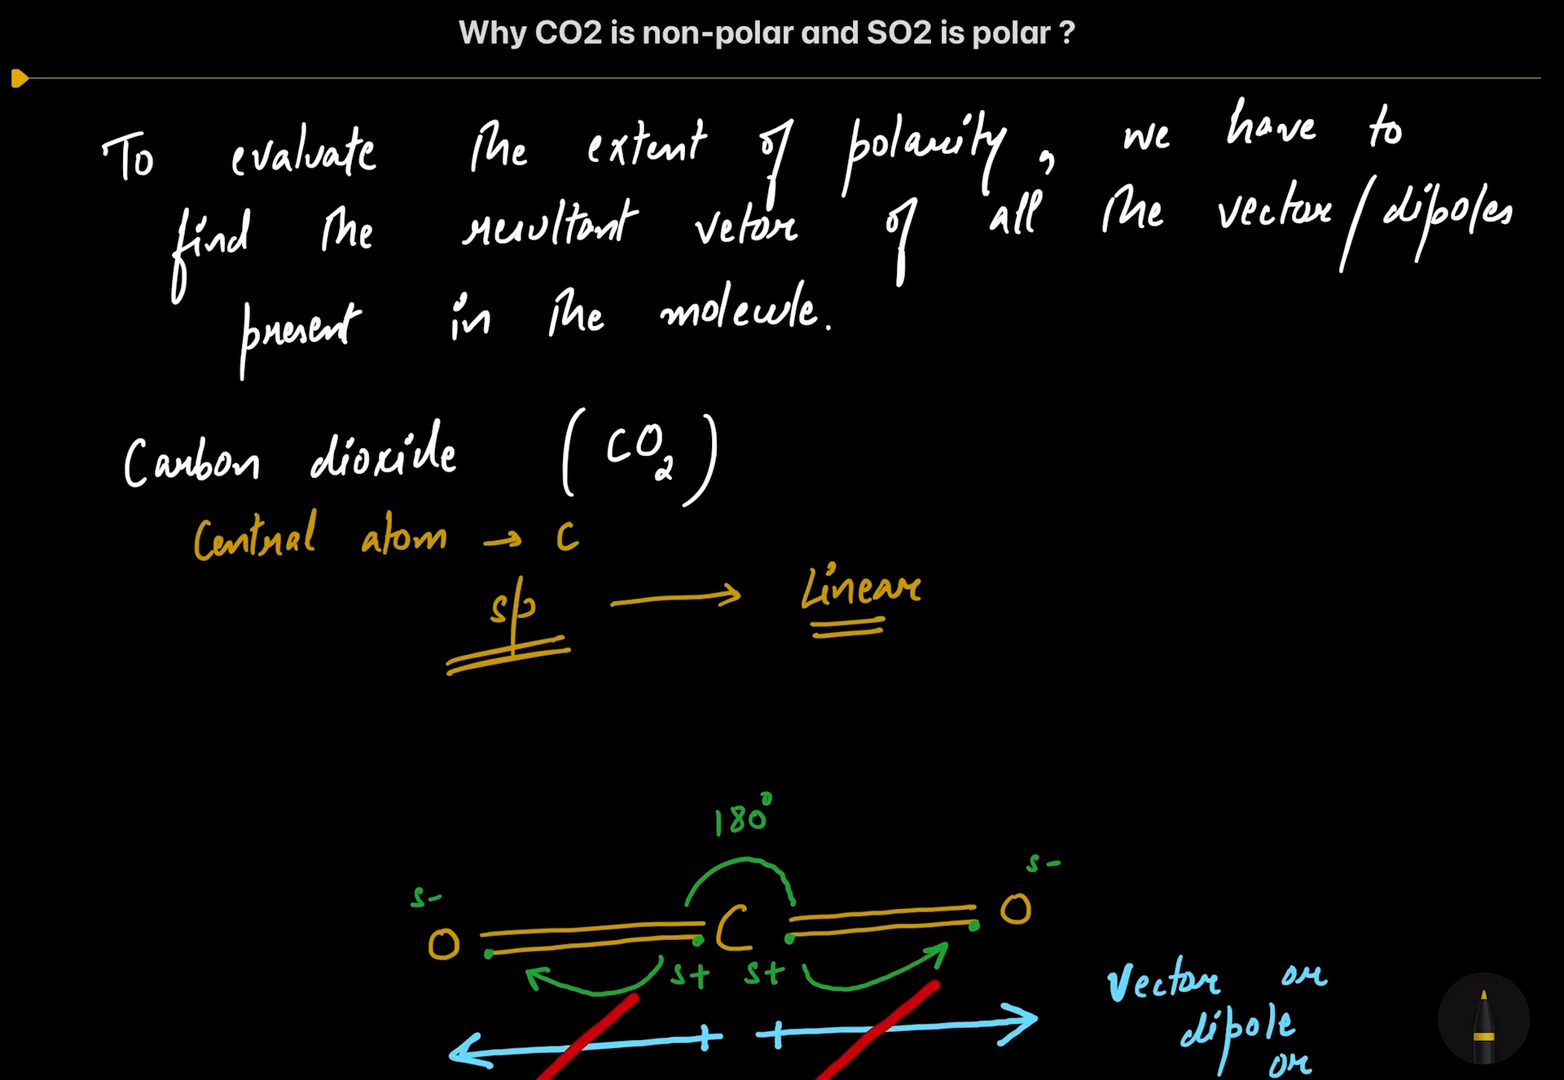 Why CO2 is non-polar and SO2 is polar ?
To evaluate the extent of polarity, we have to
find the resultant vetor of all the vector/dipoles
present in the molecule.
Carbon dioxide (CO₂)
Central atom → C
sp → Linear
180°
δ- δ-
O C O
δ+ δ+
Vector or
dipole
or